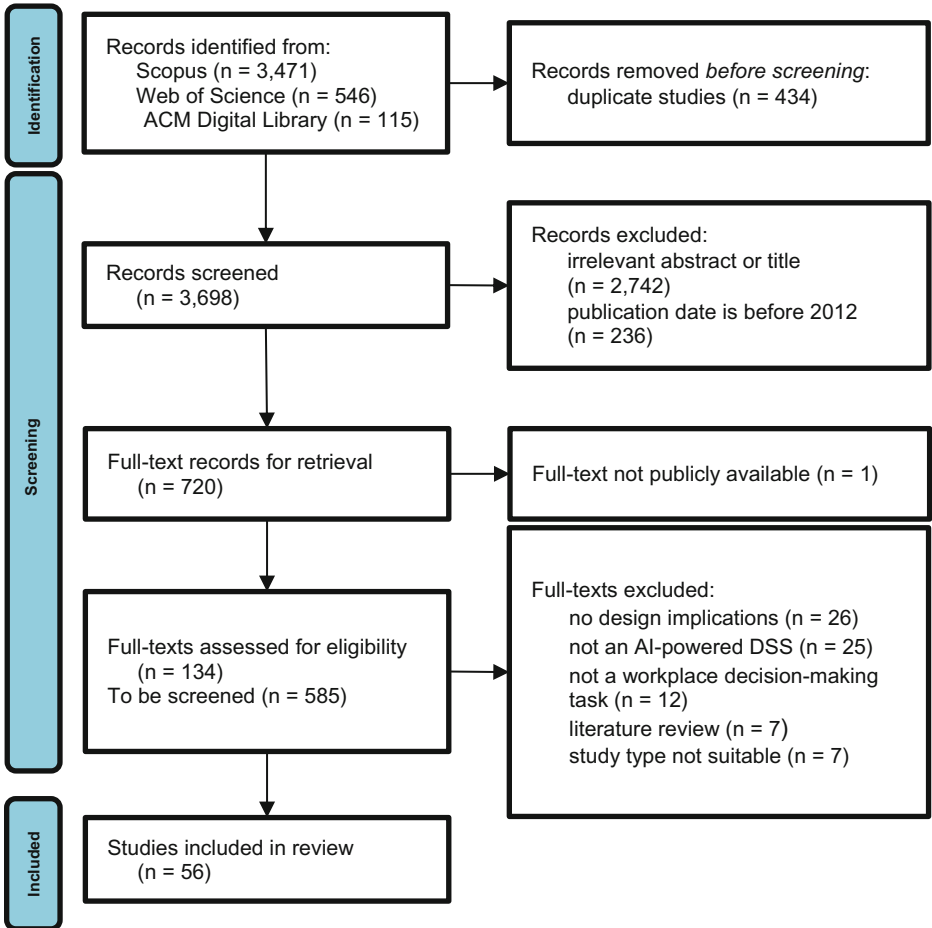 Identification
Records identified from:
Scopus (n = 3,471)
Web of Science (n = 546)
ACM Digital Library (n = 115)
Records removed before screening:
duplicate studies (n = 434)
Screening
Records screened
(n = 3,698)
Records excluded:
irrelevant abstract or title
(n = 2,742)
publication date is before 2012
(n = 236)
Full-text records for retrieval
(n = 720)
Full-text not publicly available (n = 1)
Full-texts assessed for eligibility
(n = 134)
To be screened (n = 585)
Full-texts excluded:
no design implications (n = 26)
not an AI-powered DSS (n = 25)
not a workplace decision-making
task (n = 12)
literature review (n = 7)
study type not suitable (n = 7)
Included
Studies included in review
(n = 56)